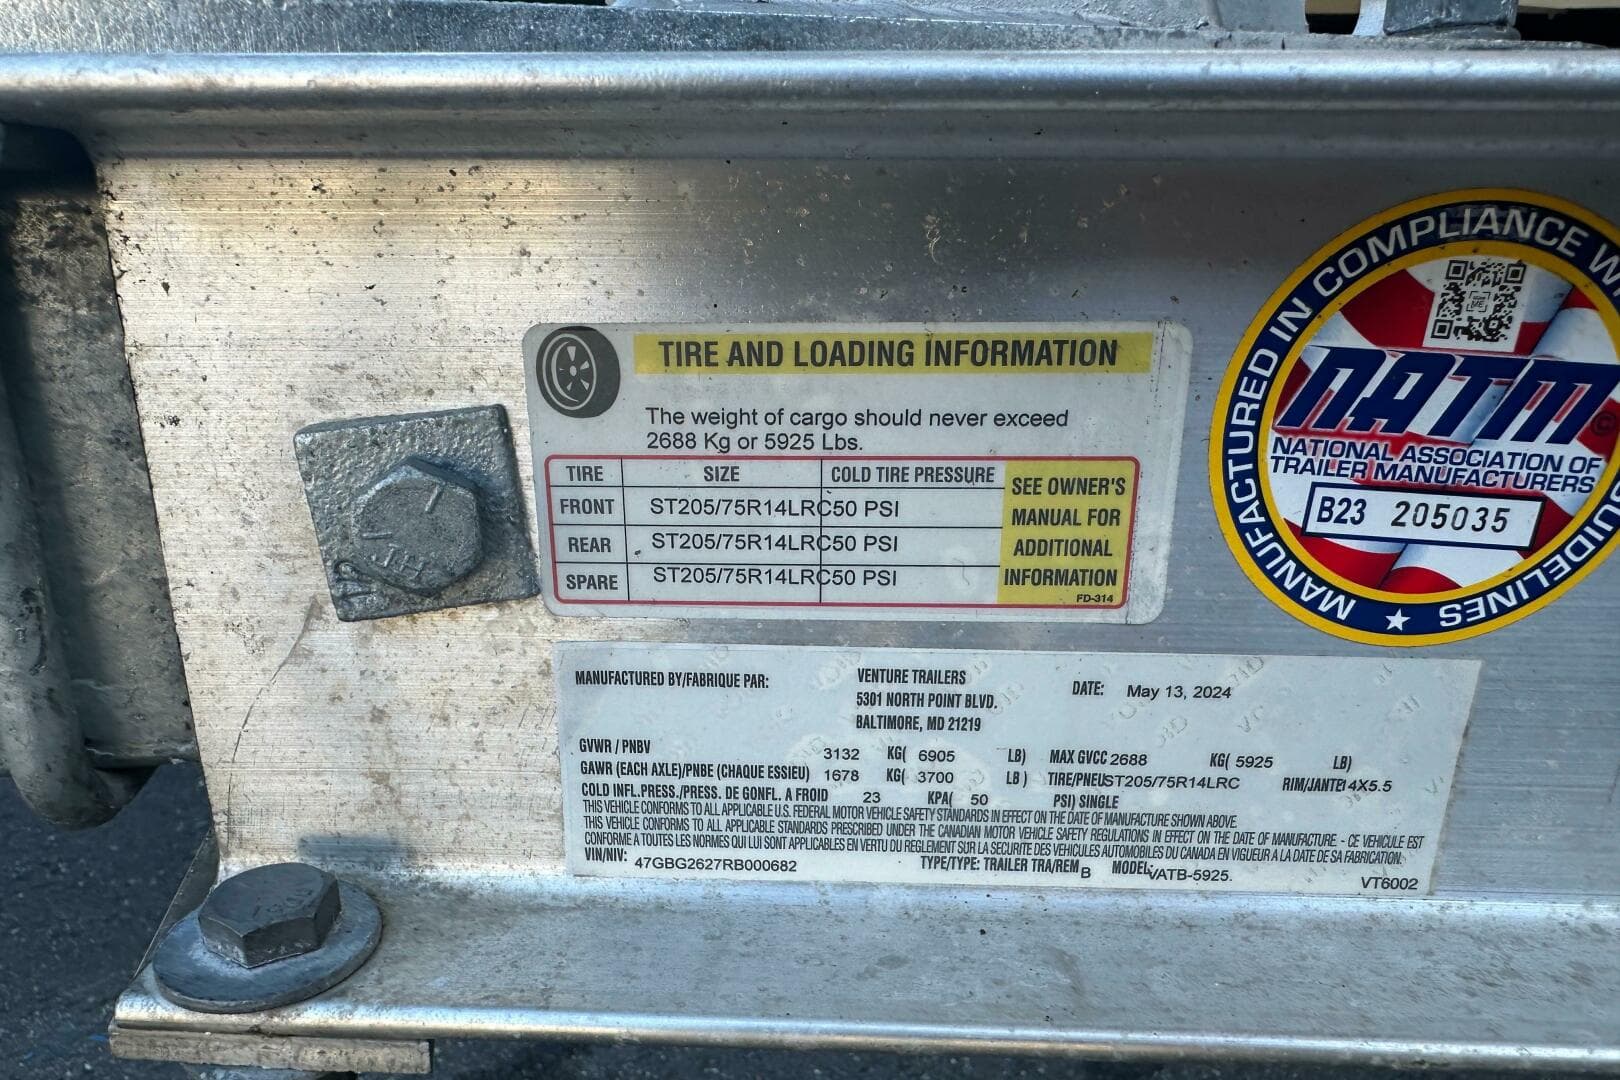 TIRE AND LOADING INFORMATION
The weight of cargo should never exceed
2688 Kg or 5925 Lbs.
TIRE SIZE COLD TIRE PRESSURE
FRONT ST205/75R14LRC50 PSI
REAR ST205/75R14LRC50 PSI
SPARE ST205/75R14LRC50 PSI
SEE OWNER'S
MANUAL FOR
ADDITIONAL
INFORMATION
FD-314
MANUFACTURED IN COMPLIANCE
NATM
NATIONAL ASSOCIATION OF
TRAILER MANUFACTURERS
B23 205035
MANUFACTURED BY/FABRIQUE PAR: VENTURE TRAILERS DATE: May 13, 2024
5301 NORTH POINT BLVD.
BALTIMORE, MD 21219
GVWR / PNBV 3132 KG( 6905 LB) MAX GVCC 2688 KG( 5925 LB)
GAWR (EACH AXLE)/PNBE (CHAQUE ESSIEU) 1678 KG( 3700 LB ) TIRE/PNEU ST205/75R14LRC RIM/JANTE 14X5.5
COLD INFL.PRESS./PRESS. DE GONFL. A FROID 23 KPA( 50 PSI) SINGLE
THIS VEHICLE CONFORMS TO ALL APPLICABLE U.S. FEDERAL MOTOR VEHICLE SAFETY STANDARDS IN EFFECT ON THE DATE OF MANUFACTURE SHOWN ABOVE.
THIS VEHICLE CONFORMS TO ALL APPLICABLE STANDARDS PRESCRIBED UNDER THE CANADIAN MOTOR VEHICLE SAFETY REGULATIONS IN EFFECT ON THE DATE OF MANUFACTURE - CE VEHICULE EST
CONFORME A TOUTES LES NORMES QUI LUI SONT APPLICABLES EN VERTU DU REGLEMENT SUR LA SECURITE DES VEHICULES AUTOMOBILES DU CANADA EN VIGUEUR A LA DATE DE SA FABRICATION.
VIN/NIV: 47GBG2627RB000682 TYPE/TYPE: TRAILER TRA/REM B MODEL: VATB-5925.
VT6002